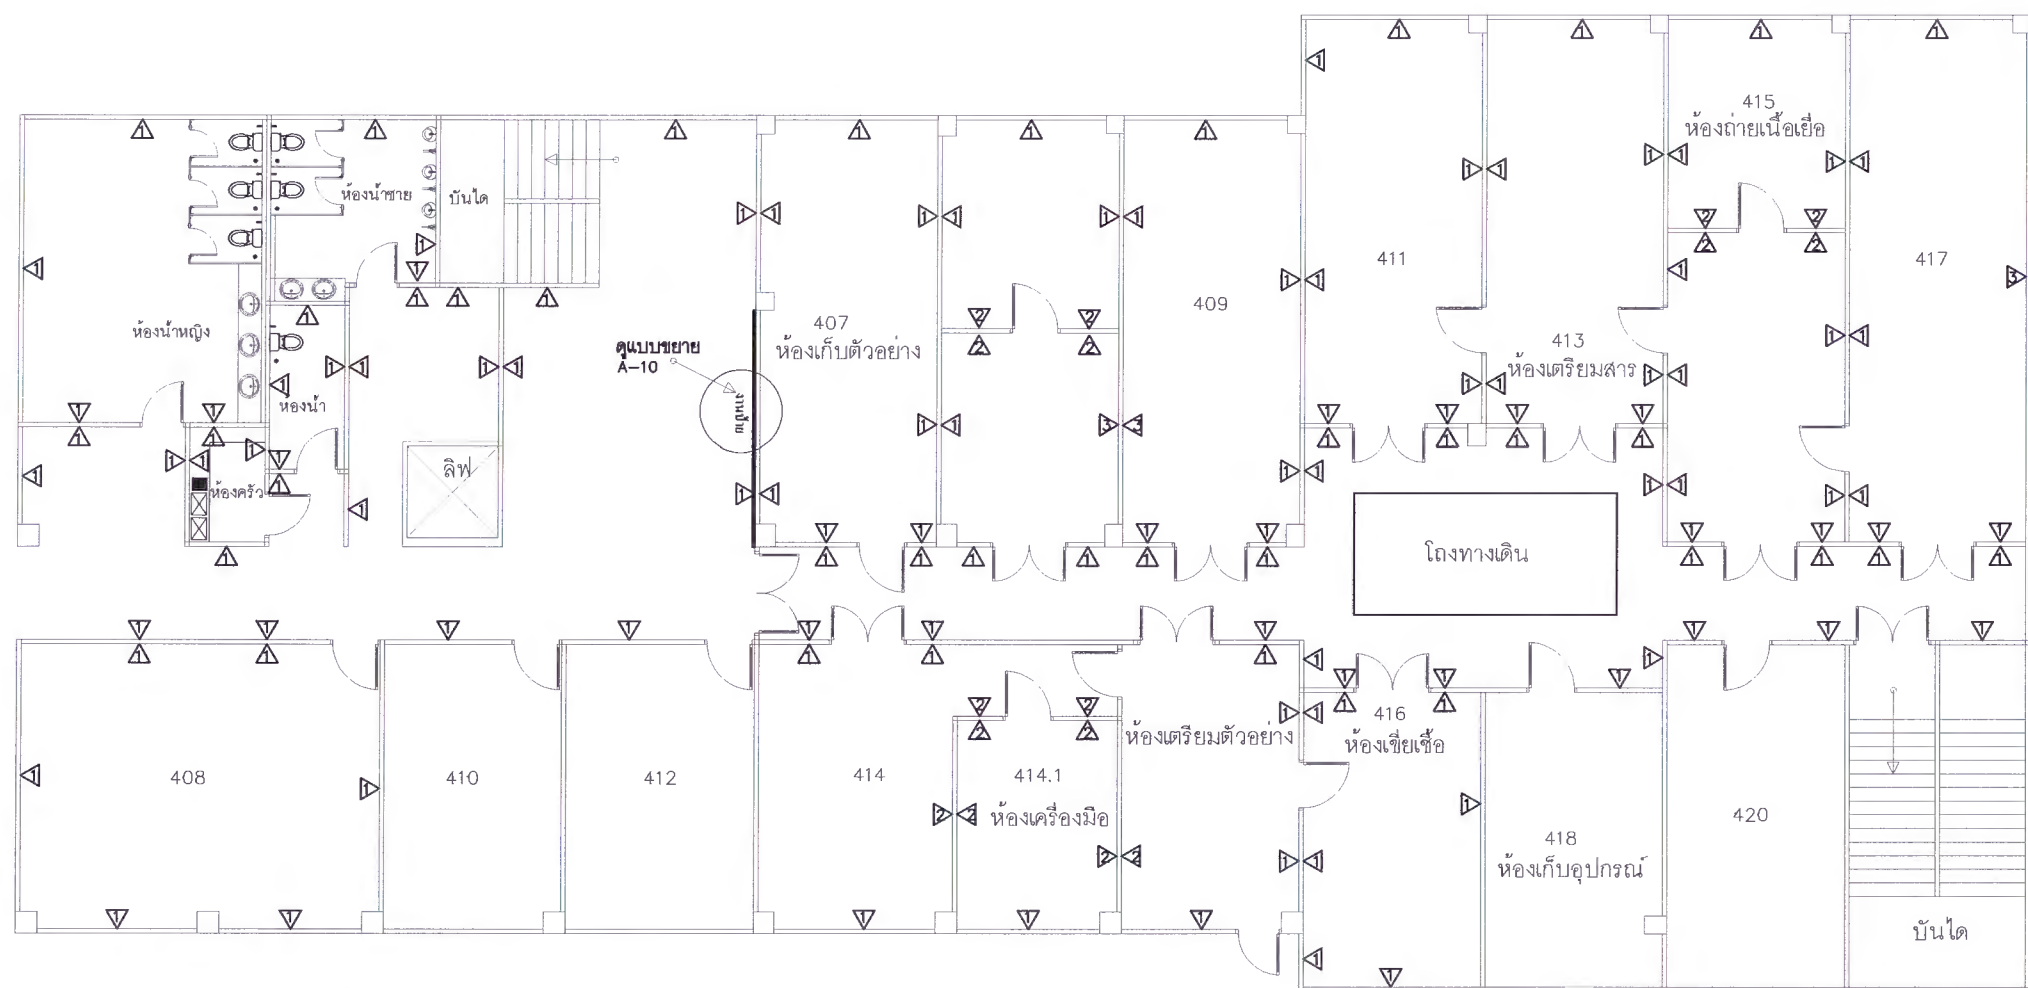 415
ห้องถ่ายเนื้อเยื่อ
ห้องน้ำชาย
บันได
411
417
ห้องน้ำหญิง
ดูแบบขยาย
A-10
407
ห้องเก็บตัวอย่าง
409
413
ห้องเตรียมสาร
ห้องน้ำ
งานป้าย
ลิฟ
ห้องครัว
โถงทางเดิน
408
410
412
414
414.1
ห้องเครื่องมือ
ห้องเตรียมตัวอย่าง
416
ห้องเขี่ยเชื้อ
418
ห้องเก็บอุปกรณ์
420
บันได